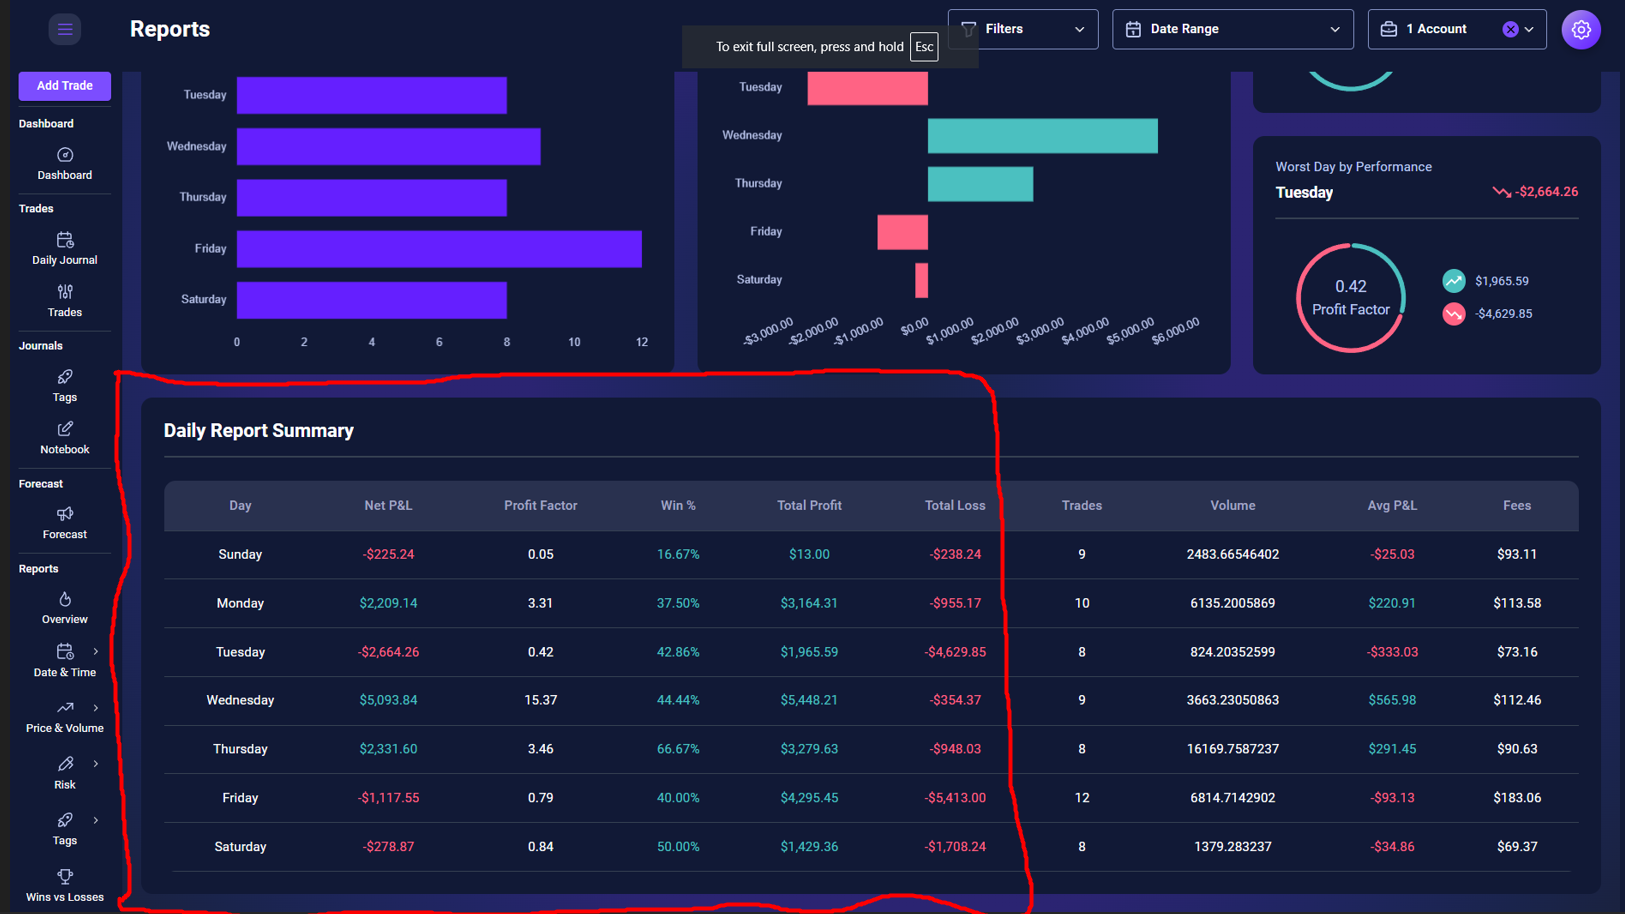 Reports
To exit full screen, press and hold Esc
Filters
Date Range
1 Account
Add Trade
Dashboard
Dashboard
Trades
Daily Journal
Trades
Journals
Tags
Notebook
Forecast
Forecast
Reports
Overview
Date & Time
Price & Volume
Risk
Tags
Wins vs Losses
Tuesday
Wednesday
Thursday
Friday
Saturday
0 2 4 6 8 10 12
Tuesday
Wednesday
Thursday
Friday
Saturday
-$3,000.00 -$2,000.00 -$1,000.00 $0.00 $1,000.00 $2,000.00 $3,000.00 $4,000.00 $5,000.00 $6,000.00
Worst Day by Performance
Tuesday -$2,664.26
0.42
Profit Factor
$1,965.59
-$4,629.85
Daily Report Summary
Day Net P&L Profit Factor Win % Total Profit Total Loss Trades Volume Avg P&L Fees
Sunday -$225.24 0.05 16.67% $13.00 -$238.24 9 2483.66546402 -$25.03 $93.11
Monday $2,209.14 3.31 37.50% $3,164.31 -$955.17 10 6135.2005869 $220.91 $113.58
Tuesday -$2,664.26 0.42 42.86% $1,965.59 -$4,629.85 8 824.20352599 -$333.03 $73.16
Wednesday $5,093.84 15.37 44.44% $5,448.21 -$354.37 9 3663.23050863 $565.98 $112.46
Thursday $2,331.60 3.46 66.67% $3,279.63 -$948.03 8 16169.7587237 $291.45 $90.63
Friday -$1,117.55 0.79 40.00% $4,295.45 -$5,413.00 12 6814.7142902 -$93.13 $183.06
Saturday -$278.87 0.84 50.00% $1,429.36 -$1,708.24 8 1379.283237 -$34.86 $69.37